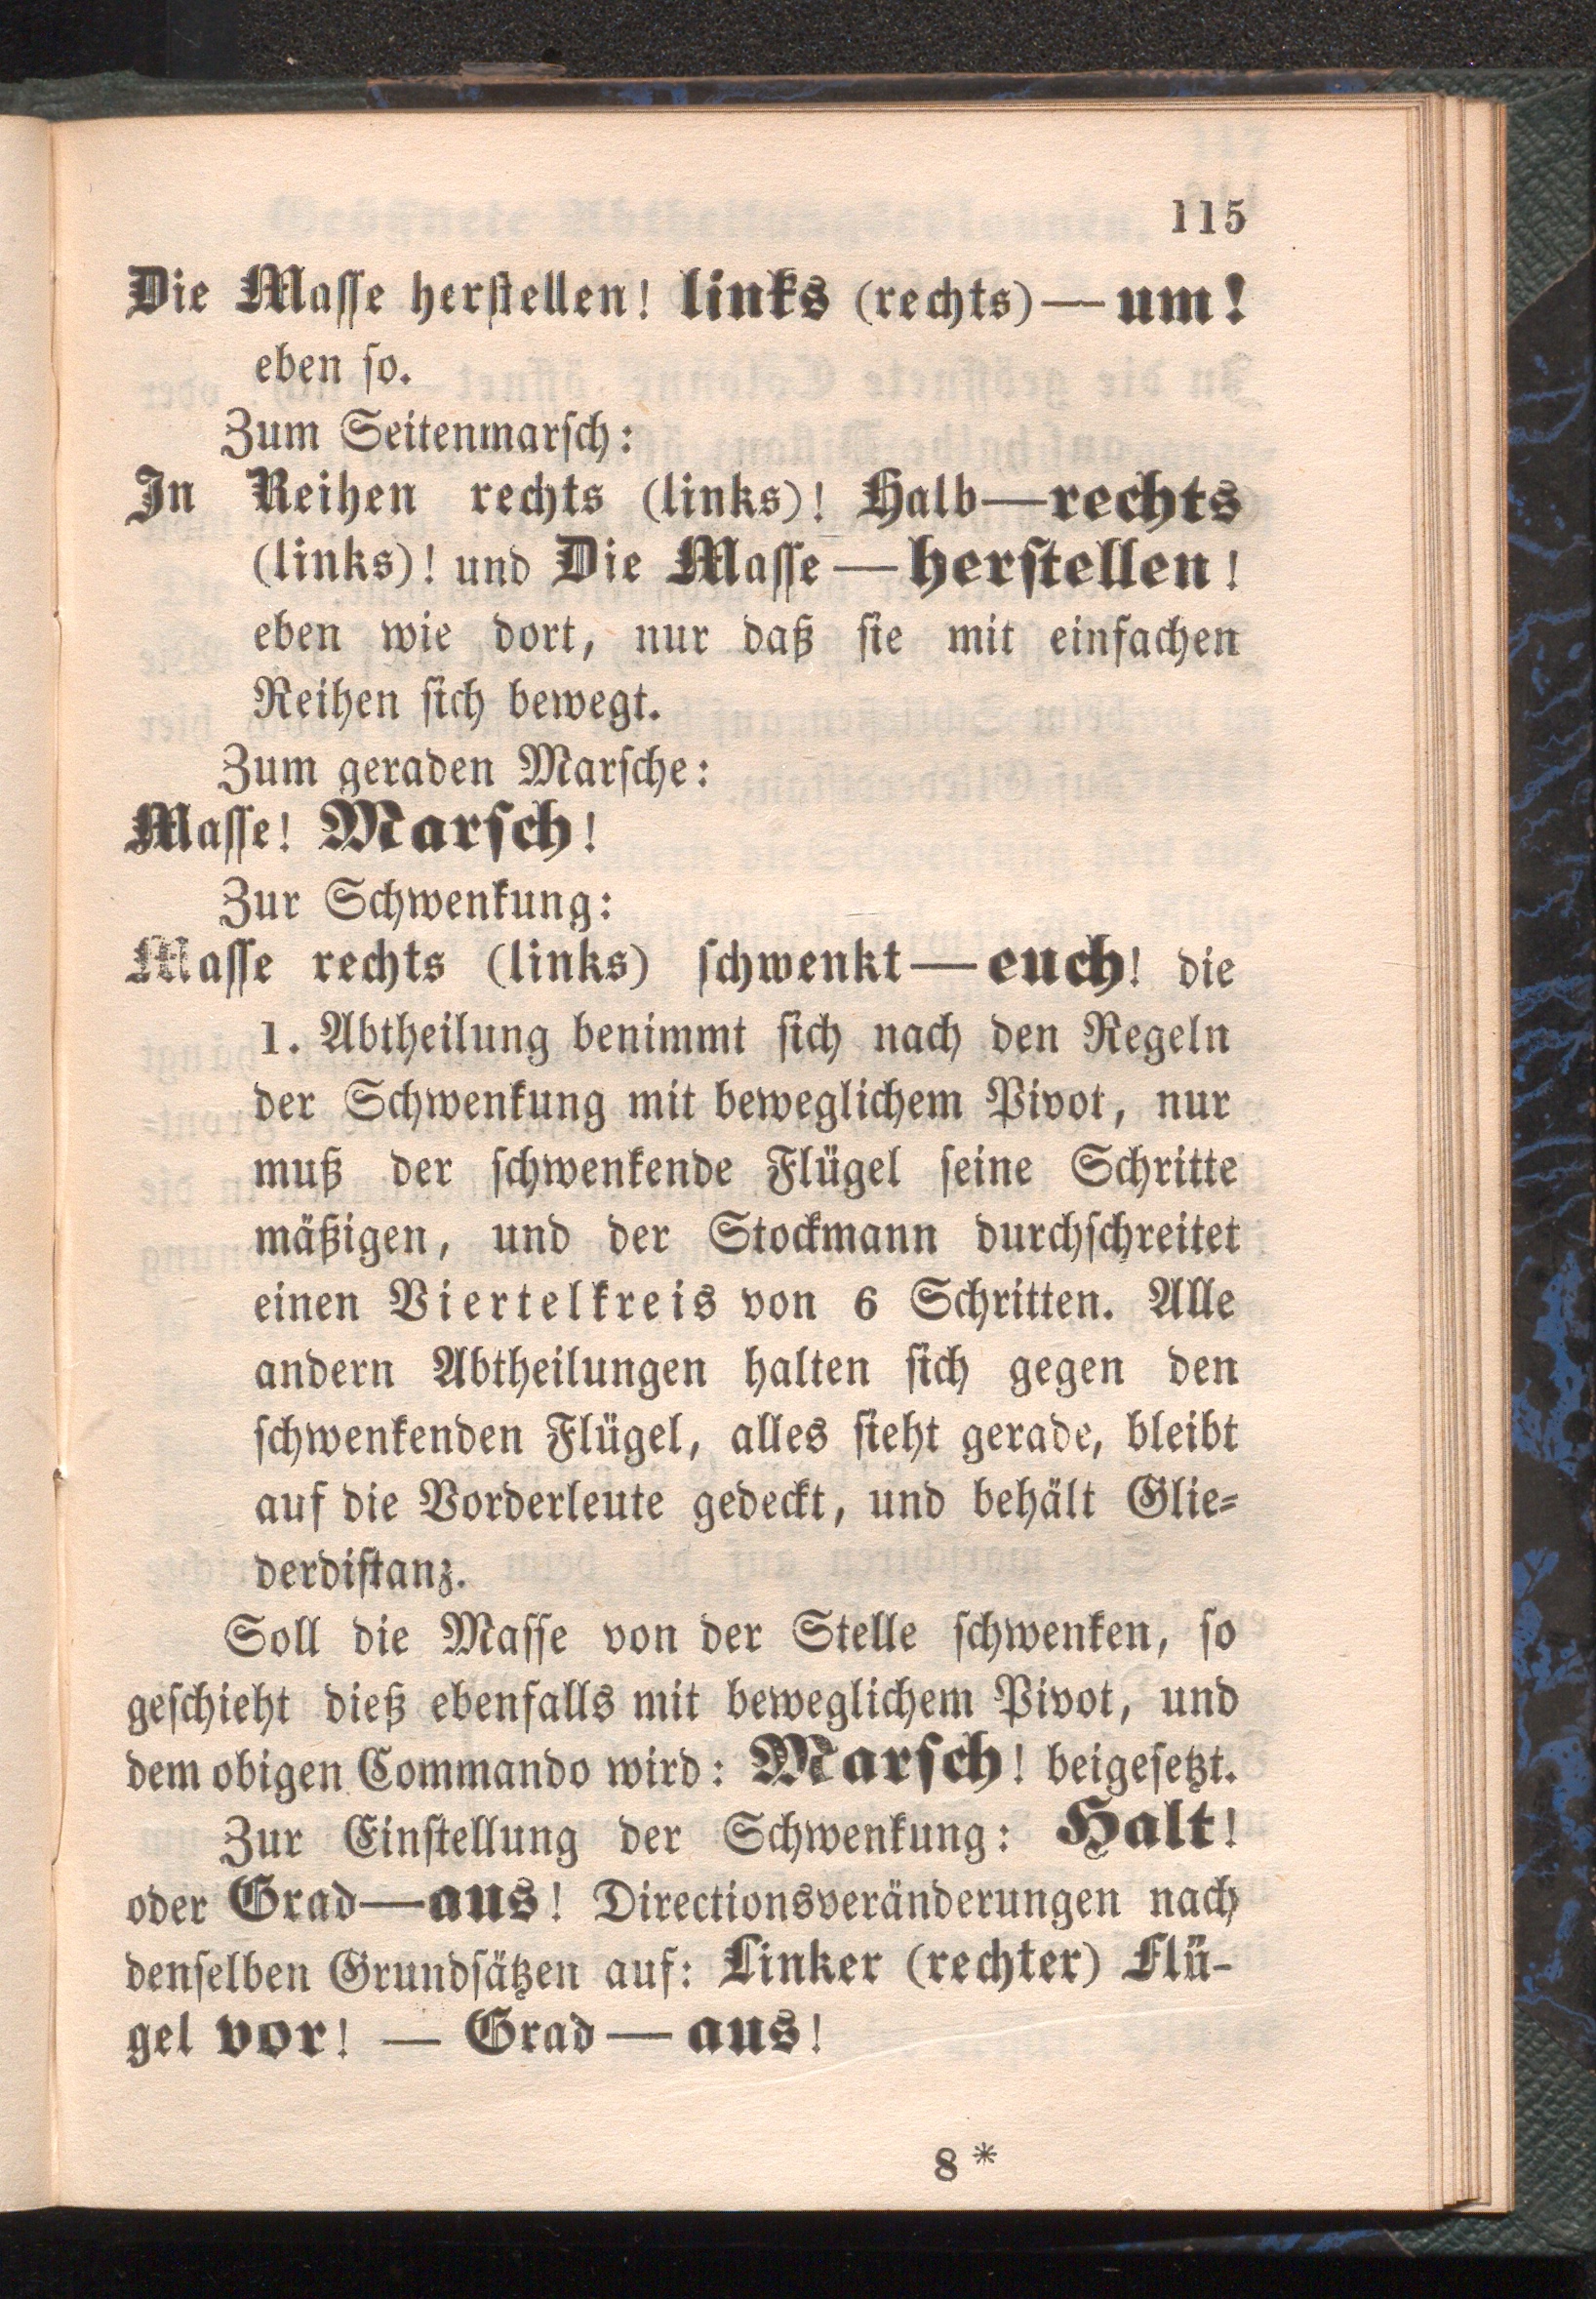 115
Die Maſſe herſtellen! links (rechts) — um!
eben ſo.
Zum Seitenmarſch:
In Reihen rechts (links)! Halb—rechts
(links)! und Die Maſſe — herſtellen!
eben wie dort, nur daß ſie mit einfachen
Reihen ſich bewegt.
Zum geraden Marſche:
Maſſe! Marſch!
Zur Schwenkung:
Maſſe rechts (links) ſchwenkt — euch! die
1. Abtheilung benimmt ſich nach den Regeln
der Schwenkung mit beweglichem Pivot, nur
muß der ſchwenkende Flügel ſeine Schritte
mäßigen, und der Stockmann durchſchreitet
einen Viertelkreis von 6 Schritten. Alle
andern Abtheilungen halten ſich gegen den
ſchwenkenden Flügel, alles ſieht gerade, bleibt
auf die Vorderleute gedeckt, und behält Glie⸗
derdiſtanz.
Soll die Maſſe von der Stelle ſchwenken, ſo
geſchieht dieß ebenfalls mit beweglichem Pivot, und
dem obigen Commando wird: Marſch! beigeſetzt.
Zur Einſtellung der Schwenkung: Halt!
oder Grad—aus! Directionsveränderungen nach
denſelben Grundſätzen auf: Linker (rechter) Flü-
gel vor! — Grad — aus!
8*